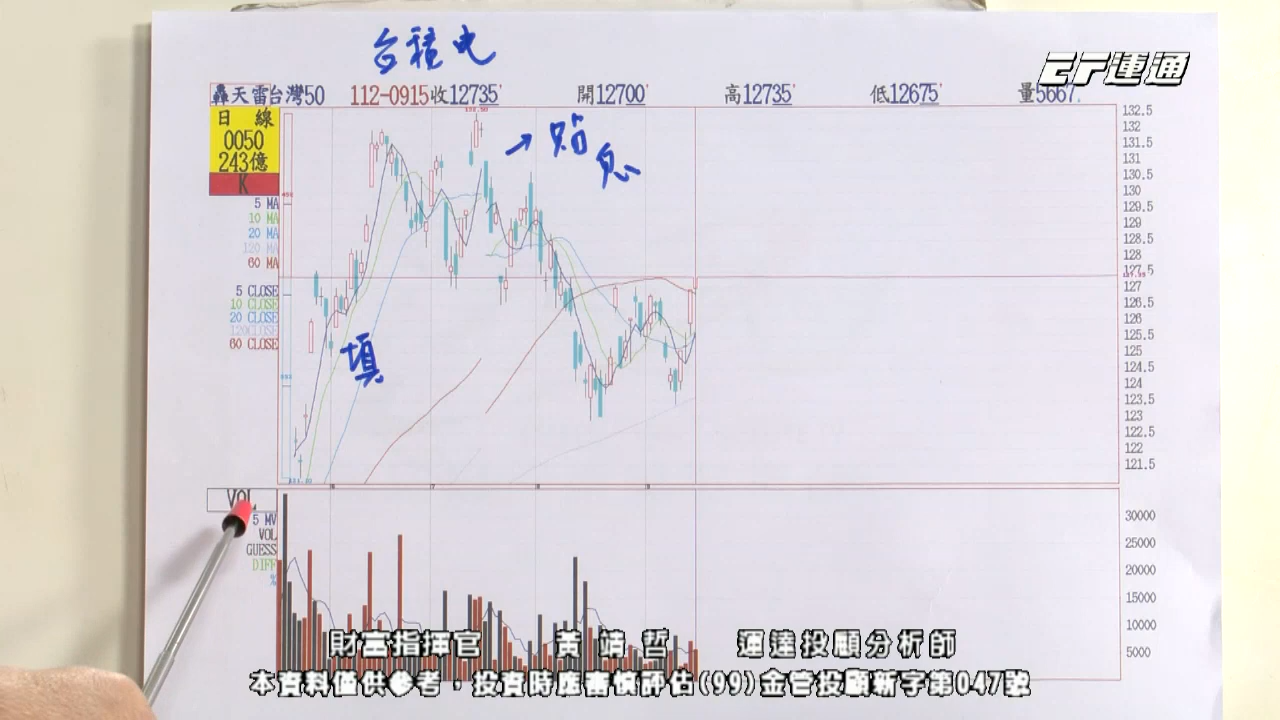 台積电
EF運通
轟天雷台灣50 112-0915收12735' 開12700' 高12735' 低12675' 量5667.
日 線
0050
243億
K
5 MA
10 MA
20 MA
120 MA
60 MA
5 CLOSE
10 CLOSE
20 CLOSE
120CLOSE
60 CLOSE
→貼息
填
132.5
132
131.5
131
130.5
130
129.5
129
128.5
128
127.5
127
126.5
126
125.5
125
124.5
124
123.5
123
122.5
122
121.5
6 7 8 9
VOL
5 MV
VOL
GUESS
DIFF
%
30000
25000
20000
15000
10000
5000
財富指揮官 黃靖哲 運達投顧分析師
本資料僅供參考，投資時應審慎評估(99)金管投顧新字第047號